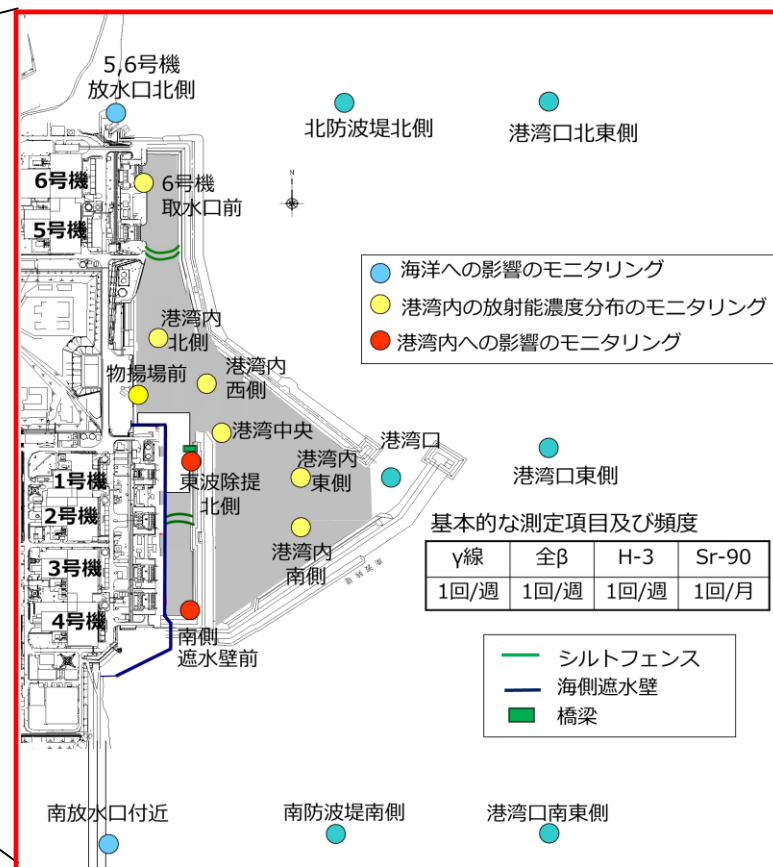 5,6号機
放水口北側
北防波堤北側
港湾口北東側
6号機
5号機
6号機
取水口前
N
海洋への影響のモニタリング
港湾内の放射能濃度分布のモニタリング
港湾内への影響のモニタリング
港湾内
北側
港湾内
西側
物揚場前
港湾中央
港湾口
港湾口東側
1号機
2号機
3号機
4号機
東波除提
北側
港湾内
東側
港湾内
南側
基本的な測定項目及び頻度
γ線 全β H-3 Sr-90
1回/週 1回/週 1回/週 1回/月
南側
遮水壁前
シルトフェンス
海側遮水壁
橋梁
南放水口付近
南防波堤南側
港湾口南東側